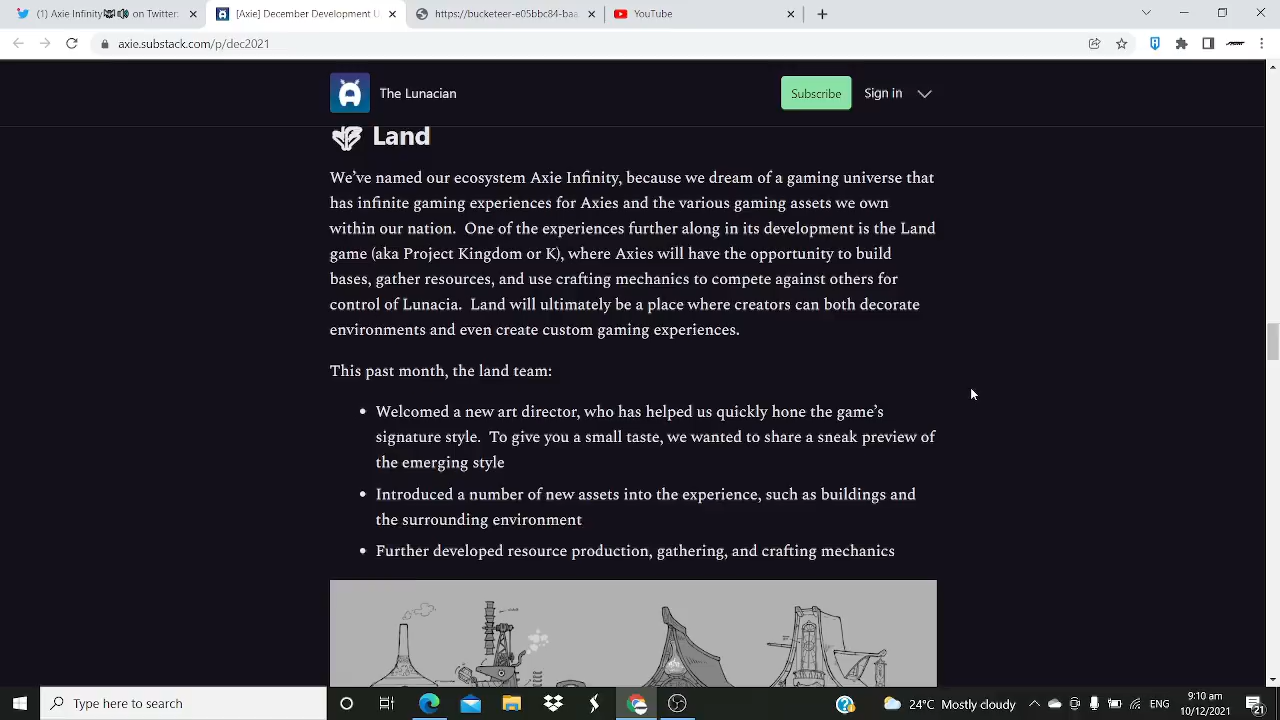 (1) Axie Infinity🦇🔊 on Twitter:
[Axie] December Development U
https://bucketeer-e05bbc84-baa
YouTube
axie.substack.com/p/dec2021
The Lunacian
Subscribe
Sign in
Land
We’ve named our ecosystem Axie Infinity, because we dream of a gaming universe that
has infinite gaming experiences for Axies and the various gaming assets we own
within our nation.  One of the experiences further along in its development is the Land
game (aka Project Kingdom or K), where Axies will have the opportunity to build
bases, gather resources, and use crafting mechanics to compete against others for
control of Lunacia.  Land will ultimately be a place where creators can both decorate
environments and even create custom gaming experiences.
This past month, the land team:
• Welcomed a new art director, who has helped us quickly hone the game’s
signature style.  To give you a small taste, we wanted to share a sneak preview of
the emerging style
• Introduced a number of new assets into the experience, such as buildings and
the surrounding environment
• Further developed resource production, gathering, and crafting mechanics
Type here to search
24°C Mostly cloudy
ENG
9:10 am
10/12/2021
21